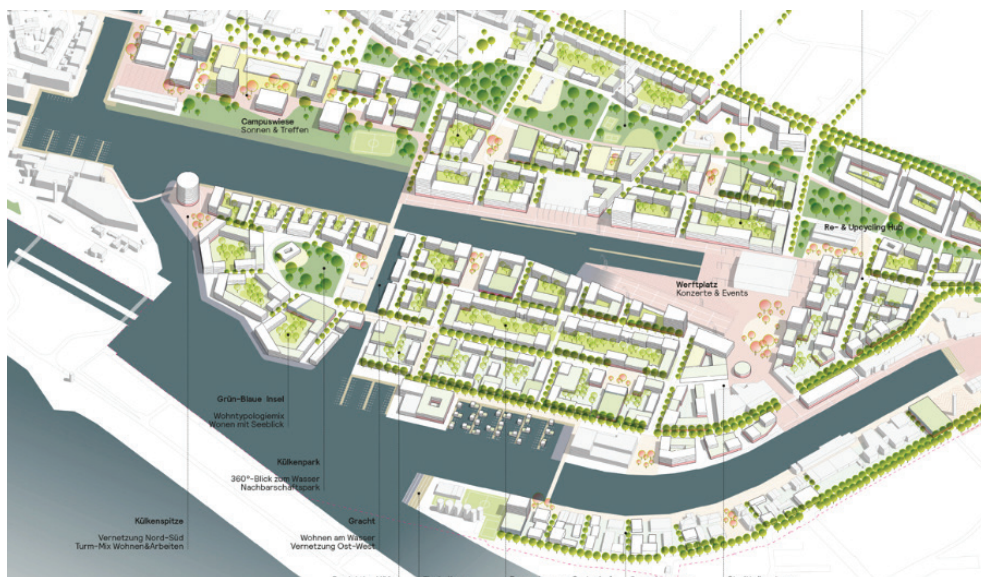 Campuswiese
Sonnen & Treffen
Re- & Upcycling Hub
Werftplatz
Konzerte & Events
Grün-Blaue Insel
Wohntypologiemix
Wonen mit Seeblick
Külkenpark
360°-Blick zum Wasser
Nachbarschaftspark
Külkenspitze
Vernetzung Nord-Süd
Turm-Mix Wohnen&Arbeiten
Gracht
Wohnen am Wasser
Vernetzung Ost-West